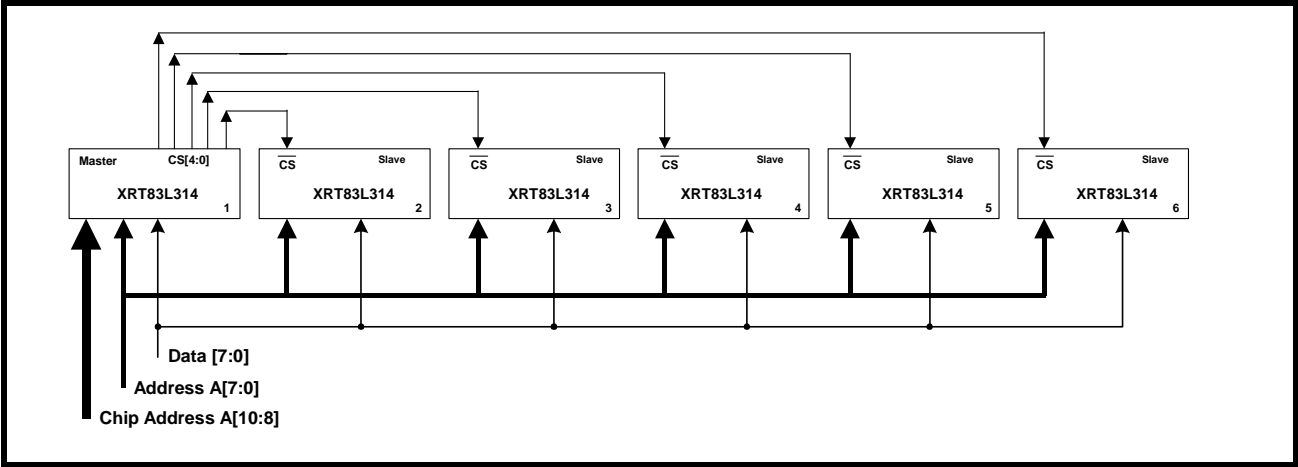 Master CS[4:0]
XRT83L314
1
CS Slave
XRT83L314
2
CS Slave
XRT83L314
3
CS Slave
XRT83L314
4
CS Slave
XRT83L314
5
CS Slave
XRT83L314
6
Data [7:0]
Address A[7:0]
Chip Address A[10:8]